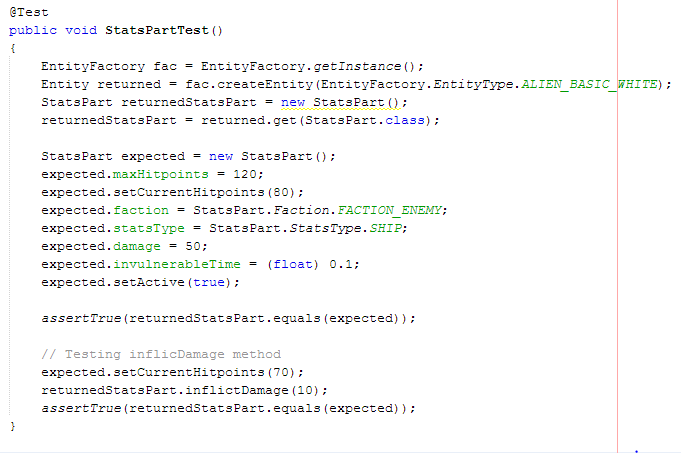 @Test
public void StatsPartTest()
{
EntityFactory fac = EntityFactory.getInstance();
Entity returned = fac.createEntity(EntityFactory.EntityType.ALIEN_BASIC_WHITE);
StatsPart returnedStatsPart = new StatsPart();
returnedStatsPart = returned.get(StatsPart.class);
StatsPart expected = new StatsPart();
expected.maxHitpoints = 120;
expected.setCurrentHitpoints(80);
expected.faction = StatsPart.Faction.FACTION_ENEMY;
expected.statsType = StatsPart.StatsType.SHIP;
expected.damage = 50;
expected.invulnerableTime = (float) 0.1;
expected.setActive(true);
assertTrue(returnedStatsPart.equals(expected));
// Testing inflicDamage method
expected.setCurrentHitpoints(70);
returnedStatsPart.inflictDamage(10);
assertTrue(returnedStatsPart.equals(expected));
}